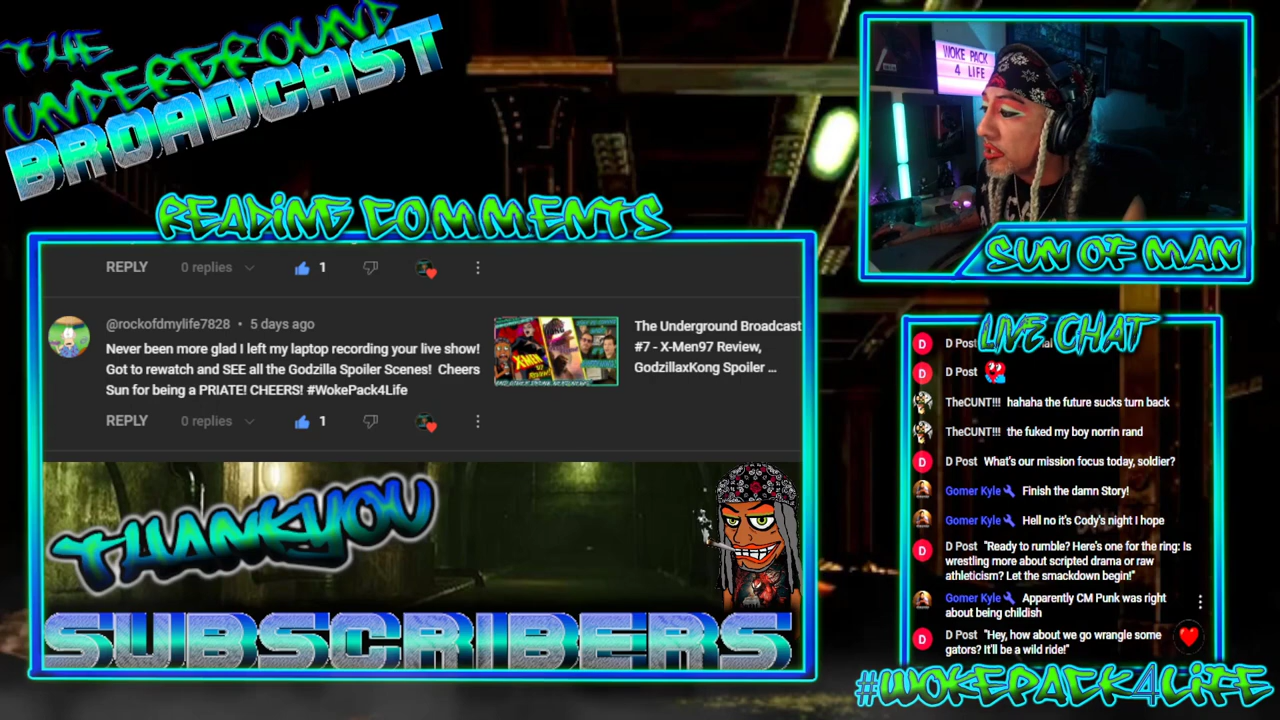 THE
UNDERGROUND
BROADCAST
WOKE PACK
4 LIFE
SUN OF MAN
READING COMMENTS
REPLY 0 replies 1
@rockofdmylife7828 • 5 days ago
Never been more glad I left my laptop recording your live show!
Got to rewatch and SEE all the Godzilla Spoiler Scenes! Cheers
Sun for being a PRIATE! CHEERS! #WokePack4Life
The Underground Broadcast
#7 - X-Men97 Review,
GodzillaxKong Spoiler ...
REPLY 0 replies 1
THANKYOU
SUBSCRIBERS
LIVE CHAT
D D Post
D D Post
TheCUNT!!! hahaha the future sucks turn back
TheCUNT!!! the fuked my boy norrin rand
D D Post What's our mission focus today, soldier?
Gomer Kyle Finish the damn Story!
Gomer Kyle Hell no it's Cody's night I hope
D D Post "Ready to rumble? Here's one for the ring: Is
wrestling more about scripted drama or raw
athleticism? Let the smackdown begin!"
Gomer Kyle Apparently CM Punk was right
about being childish
D D Post "Hey, how about we go wrangle some
gators? It'll be a wild ride!"
#WOKEPACK4LIFE